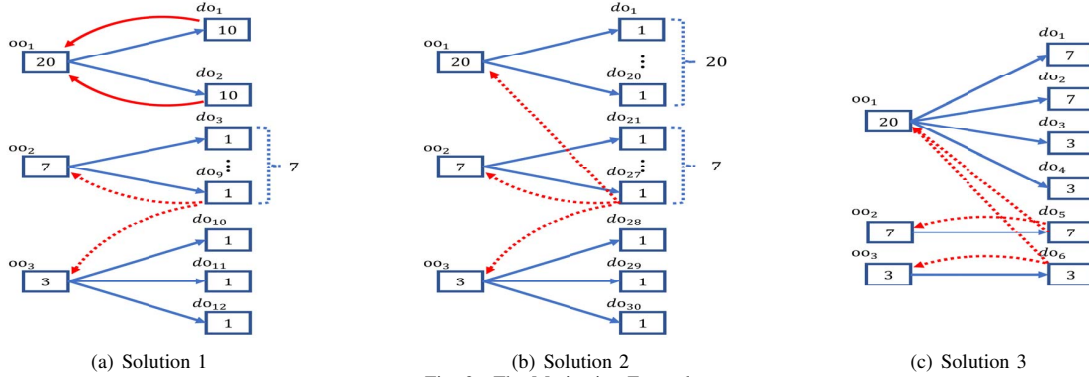 do₁
10
oo₁
20
do₂
10
do₃
1
oo₂
7
...
7
do₉
1
do₁₀
1
oo₃
3
do₁₁
1
do₁₂
1
(a) Solution 1
do₁
1
oo₁
20
...
20
do₂₀
1
do₂₁
1
oo₂
7
...
7
do₂₇
1
do₂₈
1
oo₃
3
do₂₉
1
do₃₀
1
(b) Solution 2
do₁
7
do₂
7
oo₁
20
do₃
3
do₄
3
oo₂
7
do₅
7
oo₃
3
do₆
3
(c) Solution 3